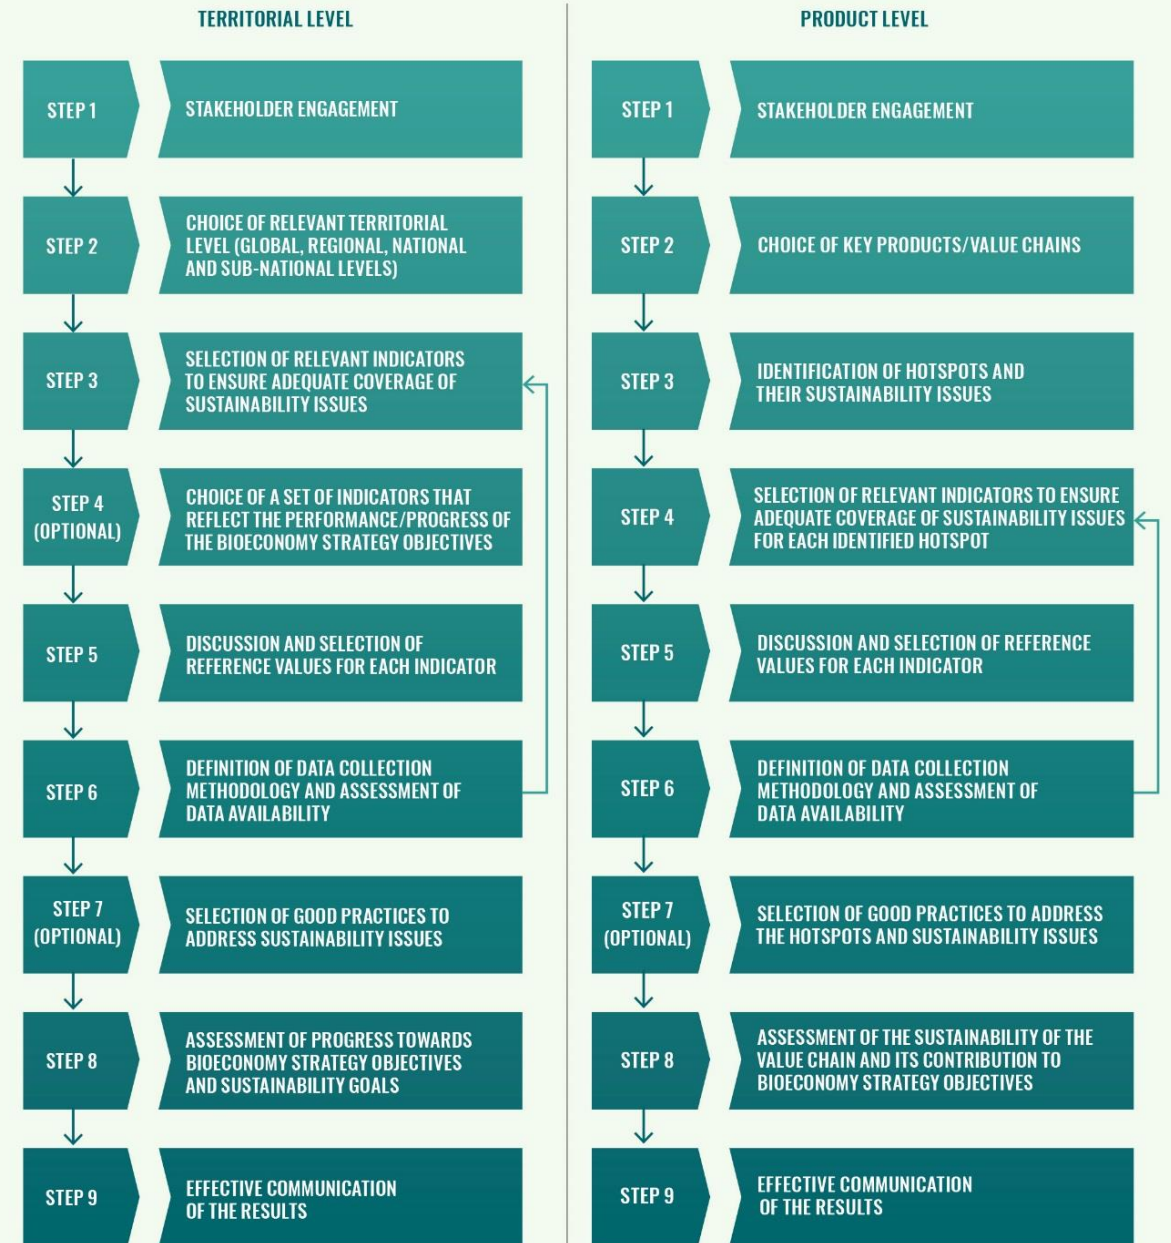 TERRITORIAL LEVEL
STEP 1
STAKEHOLDER ENGAGEMENT
STEP 2
CHOICE OF RELEVANT TERRITORIAL
LEVEL (GLOBAL, REGIONAL, NATIONAL
AND SUB-NATIONAL LEVELS)
STEP 3
SELECTION OF RELEVANT INDICATORS
TO ENSURE ADEQUATE COVERAGE OF
SUSTAINABILITY ISSUES
STEP 4
(OPTIONAL)
CHOICE OF A SET OF INDICATORS THAT
REFLECT THE PERFORMANCE/PROGRESS OF
THE BIOECONOMY STRATEGY OBJECTIVES
STEP 5
DISCUSSION AND SELECTION OF
REFERENCE VALUES FOR EACH INDICATOR
STEP 6
DEFINITION OF DATA COLLECTION
METHODOLOGY AND ASSESSMENT OF
DATA AVAILABILITY
STEP 7
(OPTIONAL)
SELECTION OF GOOD PRACTICES TO
ADDRESS SUSTAINABILITY ISSUES
STEP 8
ASSESSMENT OF PROGRESS TOWARDS
BIOECONOMY STRATEGY OBJECTIVES
AND SUSTAINABILITY GOALS
STEP 9
EFFECTIVE COMMUNICATION
OF THE RESULTS
PRODUCT LEVEL
STEP 1
STAKEHOLDER ENGAGEMENT
STEP 2
CHOICE OF KEY PRODUCTS/VALUE CHAINS
STEP 3
IDENTIFICATION OF HOTSPOTS AND
THEIR SUSTAINABILITY ISSUES
STEP 4
SELECTION OF RELEVANT INDICATORS TO ENSURE
ADEQUATE COVERAGE OF SUSTAINABILITY ISSUES
FOR EACH IDENTIFIED HOTSPOT
STEP 5
DISCUSSION AND SELECTION OF REFERENCE
VALUES FOR EACH INDICATOR
STEP 6
DEFINITION OF DATA COLLECTION
METHODOLOGY AND ASSESSMENT OF
DATA AVAILABILITY
STEP 7
(OPTIONAL)
SELECTION OF GOOD PRACTICES TO ADDRESS
THE HOTSPOTS AND SUSTAINABILITY ISSUES
STEP 8
ASSESSMENT OF THE SUSTAINABILITY OF THE
VALUE CHAIN AND ITS CONTRIBUTION TO
BIOECONOMY STRATEGY OBJECTIVES
STEP 9
EFFECTIVE COMMUNICATION
OF THE RESULTS